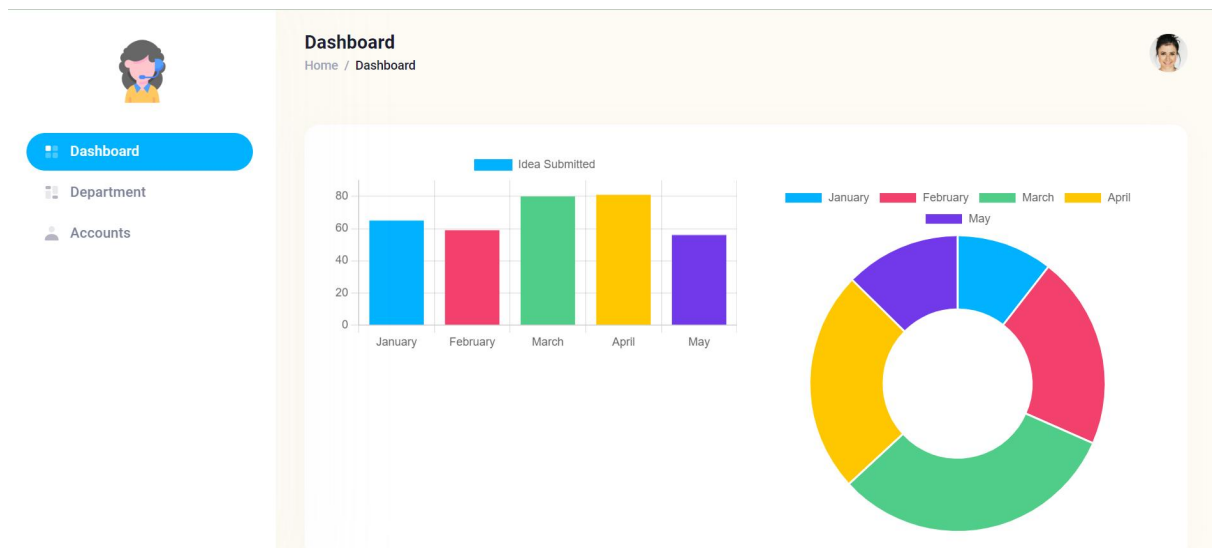 Dashboard
Home / Dashboard
Dashboard
Department
Accounts
Idea Submitted
80
60
40
20
0
January February March April May
January February March April
May